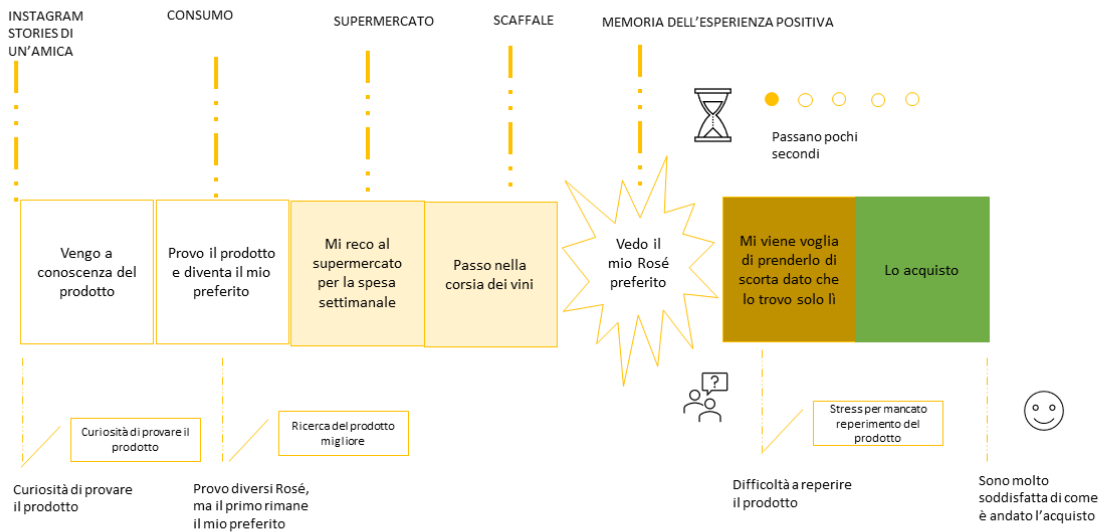 INSTAGRAM
STORIES DI
UN'AMICA
CONSUMO
SUPERMERCATO
SCAFFALE
MEMORIA DELL'ESPERIENZA POSITIVA
Passano pochi
secondi
Vengo a
conoscenza del
prodotto
Provo il prodotto
e diventa il mio
preferito
Mi reco al
supermercato
per la spesa
settimanale
Passo nella
corsia dei vini
Vedo il
mio Rosé
preferito
Mi viene voglia
di prenderlo di
scorta dato che
lo trovo solo lì
Lo acquisto
?
Curiosità di provare il
prodotto
Ricerca del prodotto
migliore
Stress per mancato
reperimento del
prodotto
Curiosità di provare
il prodotto
Provo diversi Rosé,
ma il primo rimane
il mio preferito
Difficoltà a reperire
il prodotto
Sono molto
soddisfatta di come
è andato l'acquisto